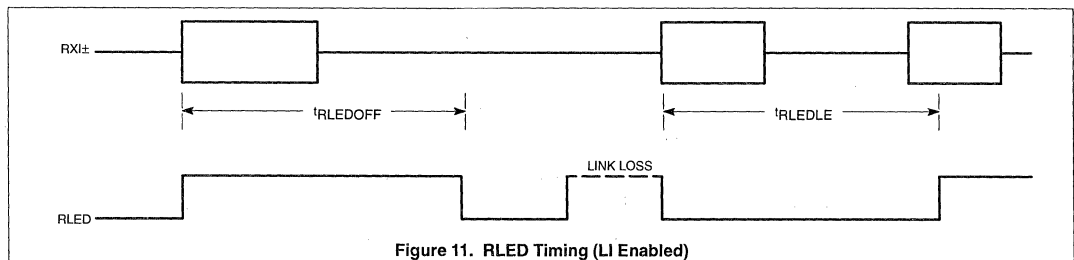 RXI±
tRLEDOFF
tRLEDLE
LINK LOSS
RLED
Figure 11. RLED Timing (LI Enabled)